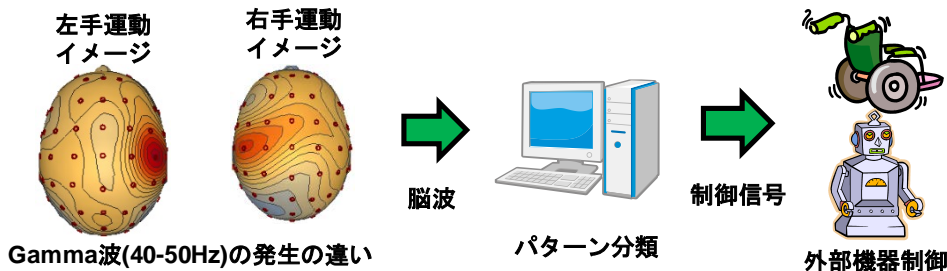 左手運動
イメージ
右手運動
イメージ
Gamma波(40-50Hz)の発生の違い
脳波
パターン分類
制御信号
外部機器制御